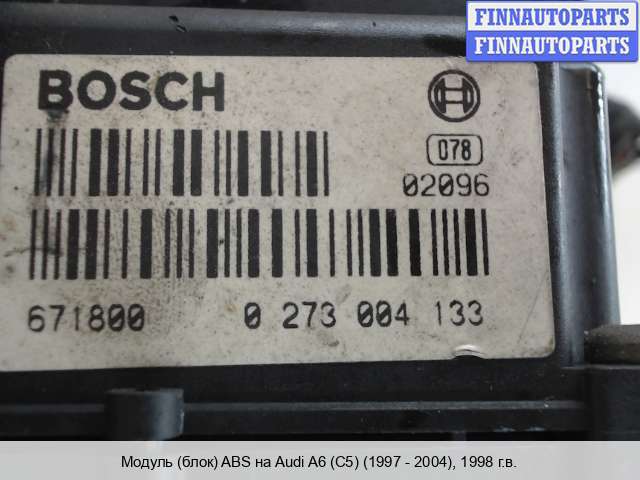 FINNAUTOPARTS
FINNAUTOPARTS
BOSCH
078
02096
671800 0 273 004 133
Модуль (блок) ABS на Audi A6 (C5) (1997 - 2004), 1998 г.в.